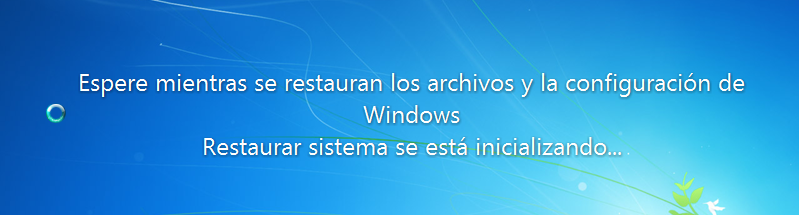 Espere mientras se restauran los archivos y la configuración de
Windows
Restaurar sistema se está inicializando...